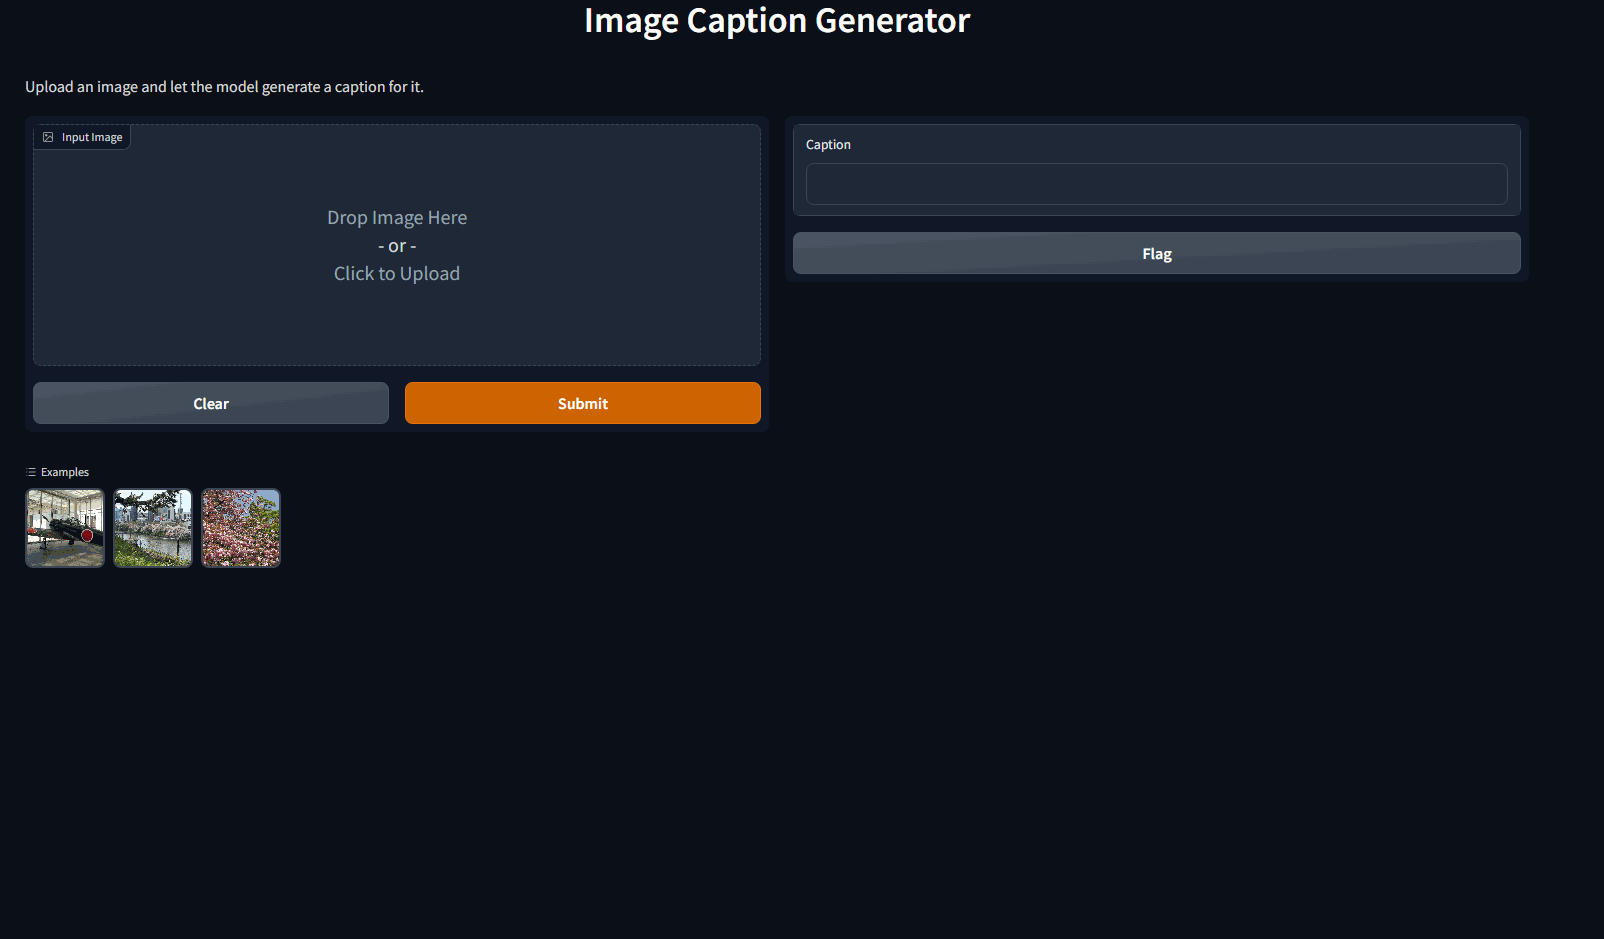 Image Caption Generator
Upload an image and let the model generate a caption for it.
Input Image
Drop Image Here
- or -
Click to Upload
Clear
Submit
Caption
Flag
Examples